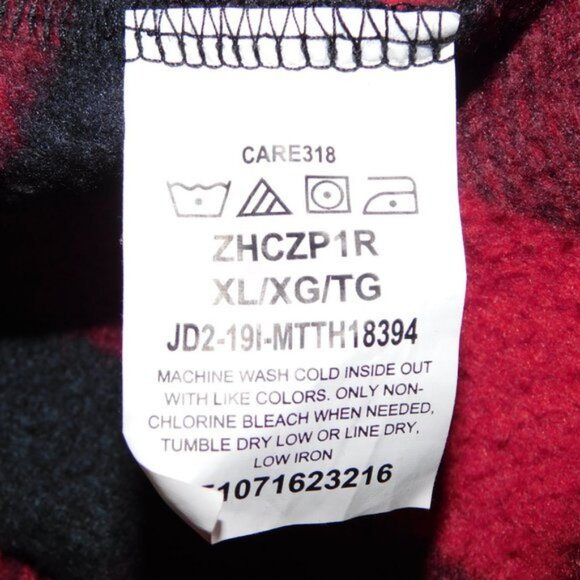 CARE318
ZHCZP1R
XL/XG/TG
JD2-19I-MTTH18394
MACHINE WASH COLD INSIDE OUT
WITH LIKE COLORS. ONLY NON-
CHLORINE BLEACH WHEN NEEDED,
TUMBLE DRY LOW OR LINE DRY,
LOW IRON
1071623216